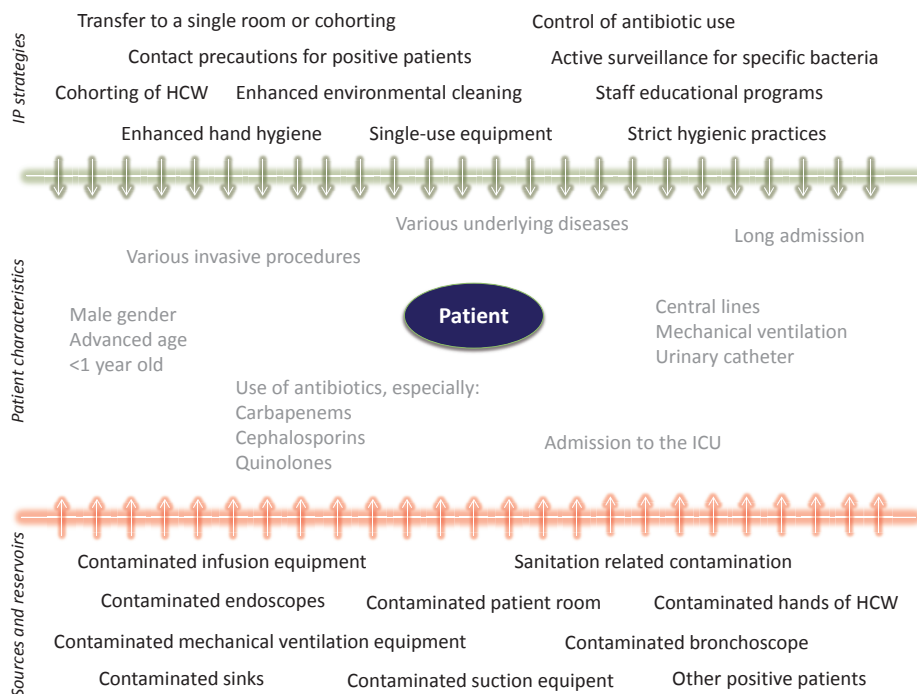 IP strategies
Transfer to a single room or cohorting
Control of antibiotic use
Contact precautions for positive patients
Active surveillance for specific bacteria
Cohorting of HCW
Enhanced environmental cleaning
Staff educational programs
Enhanced hand hygiene
Single-use equipment
Strict hygienic practices
Patient characteristics
Various underlying diseases
Long admission
Various invasive procedures
Patient
Male gender
Advanced age
<1 year old
Central lines
Mechanical ventilation
Urinary catheter
Use of antibiotics, especially:
Carbapenems
Cephalosporins
Quinolones
Admission to the ICU
Sources and reservoirs
Contaminated infusion equipment
Sanitation related contamination
Contaminated endoscopes
Contaminated patient room
Contaminated hands of HCW
Contaminated mechanical ventilation equipment
Contaminated bronchoscope
Contaminated sinks
Contaminated suction equipent
Other positive patients